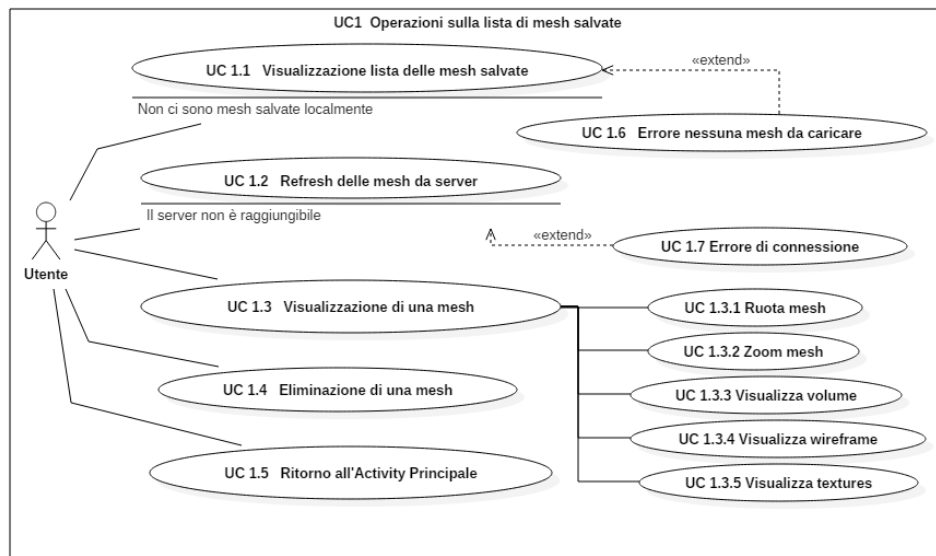 UC1 Operazioni sulla lista di mesh salvate
UC 1.1 Visualizzazione lista delle mesh salvate
«extend»
Non ci sono mesh salvate localmente
UC 1.6 Errore nessuna mesh da caricare
UC 1.2 Refresh delle mesh da server
Il server non è raggiungibile
«extend»
UC 1.7 Errore di connessione
Utente
UC 1.3 Visualizzazione di una mesh
UC 1.3.1 Ruota mesh
UC 1.3.2 Zoom mesh
UC 1.4 Eliminazione di una mesh
UC 1.3.3 Visualizza volume
UC 1.3.4 Visualizza wireframe
UC 1.5 Ritorno all'Activity Principale
UC 1.3.5 Visualizza textures